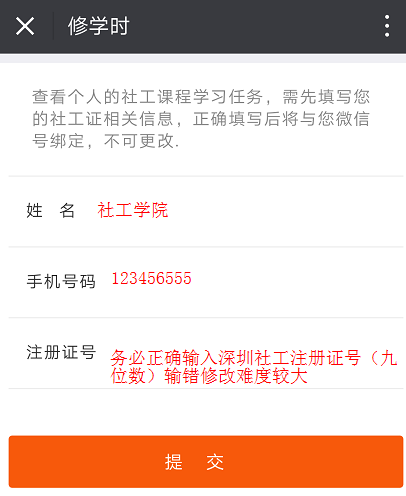 修学时
查看个人的社工课程学习任务，需先填写您
的社工证相关信息，正确填写后将与您微信
号绑定，不可更改.
姓 名 社工学院
手机号码 123456555
注册证号 务必正确输入深圳社工注册证号（九
位数）输错修改难度较大
提 交